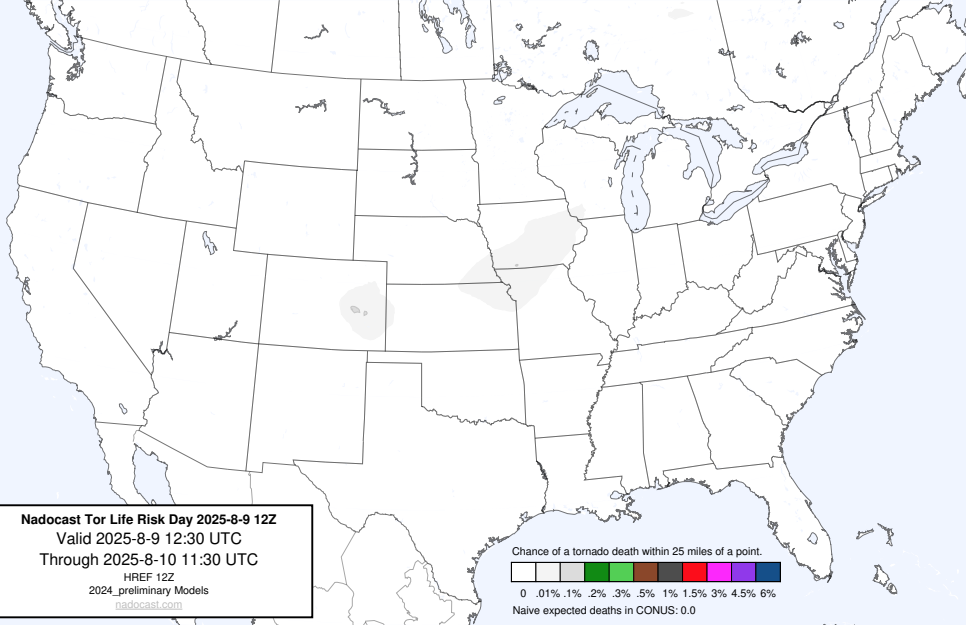 Nadocast Tor Life Risk Day 2025-8-9 12Z
Valid 2025-8-9 12:30 UTC
Through 2025-8-10 11:30 UTC
HREF 12Z
2024_preliminary Models
nadocast.com
Chance of a tornado death within 25 miles of a point.
0 .01% .1% .2% .3% .5% 1% 1.5% 3% 4.5% 6%
Naive expected deaths in CONUS: 0.0